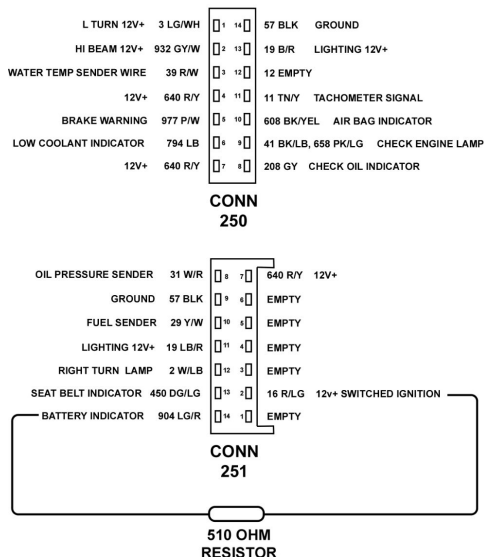 L TURN 12V+ 3 LG/WH 1 14 57 BLK GROUND
HI BEAM 12V+ 932 GY/W 2 13 19 B/R LIGHTING 12V+
WATER TEMP SENDER WIRE 39 R/W 3 12 12 EMPTY
12V+ 640 R/Y 4 11 11 TN/Y TACHOMETER SIGNAL
BRAKE WARNING 977 P/W 5 10 608 BK/YEL AIR BAG INDICATOR
LOW COOLANT INDICATOR 794 LB 6 9 41 BK/LB, 658 PK/LG CHECK ENGINE LAMP
12V+ 640 R/Y 7 8 208 GY CHECK OIL INDICATOR
CONN
250
OIL PRESSURE SENDER 31 W/R 8 7 640 R/Y 12V+
GROUND 57 BLK 9 6 EMPTY
FUEL SENDER 29 Y/W 10 5 EMPTY
LIGHTING 12V+ 19 LB/R 11 4 EMPTY
RIGHT TURN LAMP 2 W/LB 12 3 EMPTY
SEAT BELT INDICATOR 450 DG/LG 13 2 16 R/LG 12v+ SWITCHED IGNITION
BATTERY INDICATOR 904 LG/R 14 1 EMPTY
CONN
251
510 OHM
RESISTOR